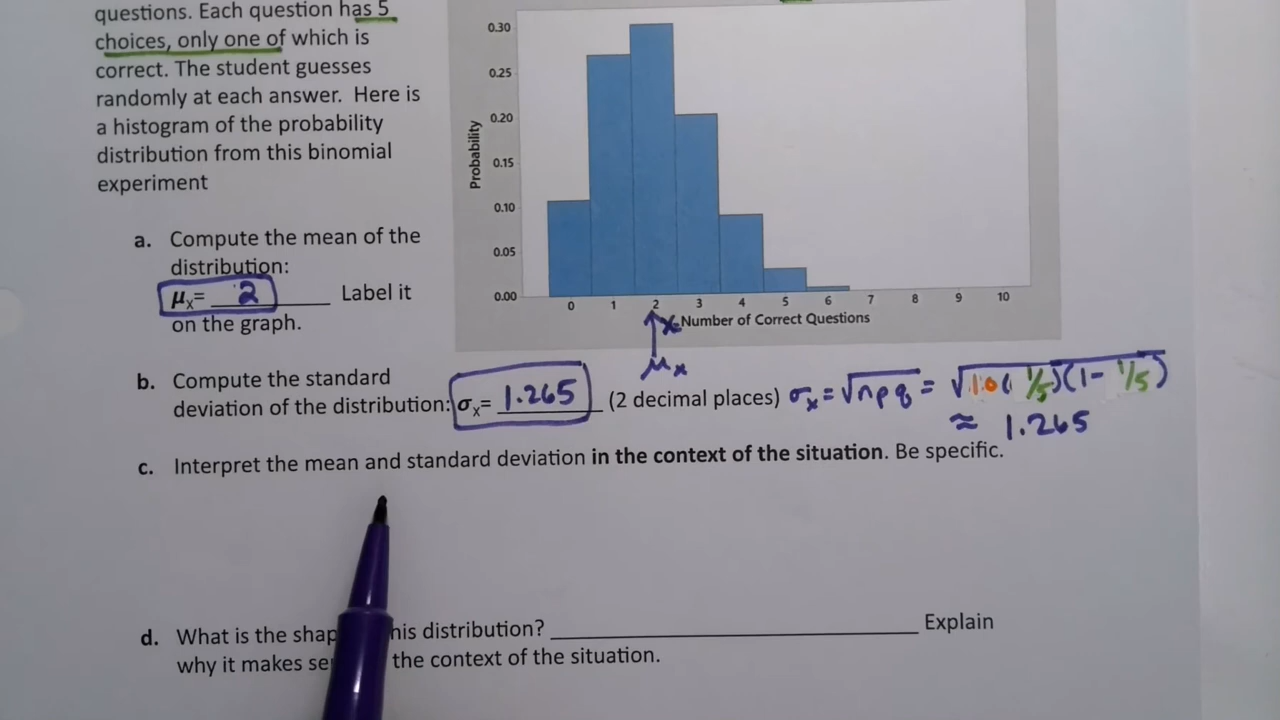 questions. Each question has 5
choices, only one of which is
correct. The student guesses
randomly at each answer. Here is
a histogram of the probability
distribution from this binomial
experiment
0.30
0.25
0.20
0.15
0.10
0.05
0.00
Probability
0 1 2 3 4 5 6 7 8 9 10
x=Number of Correct Questions
μx
a. Compute the mean of the
distribution:
μx= 2 Label it
on the graph.
b. Compute the standard
deviation of the distribution: σx= 1.265 (2 decimal places) σx = √npq = √10(1/5)(1-1/5)
≈ 1.265
c. Interpret the mean and standard deviation in the context of the situation. Be specific.
d. What is the shap his distribution? Explain
why it makes se the context of the situation.